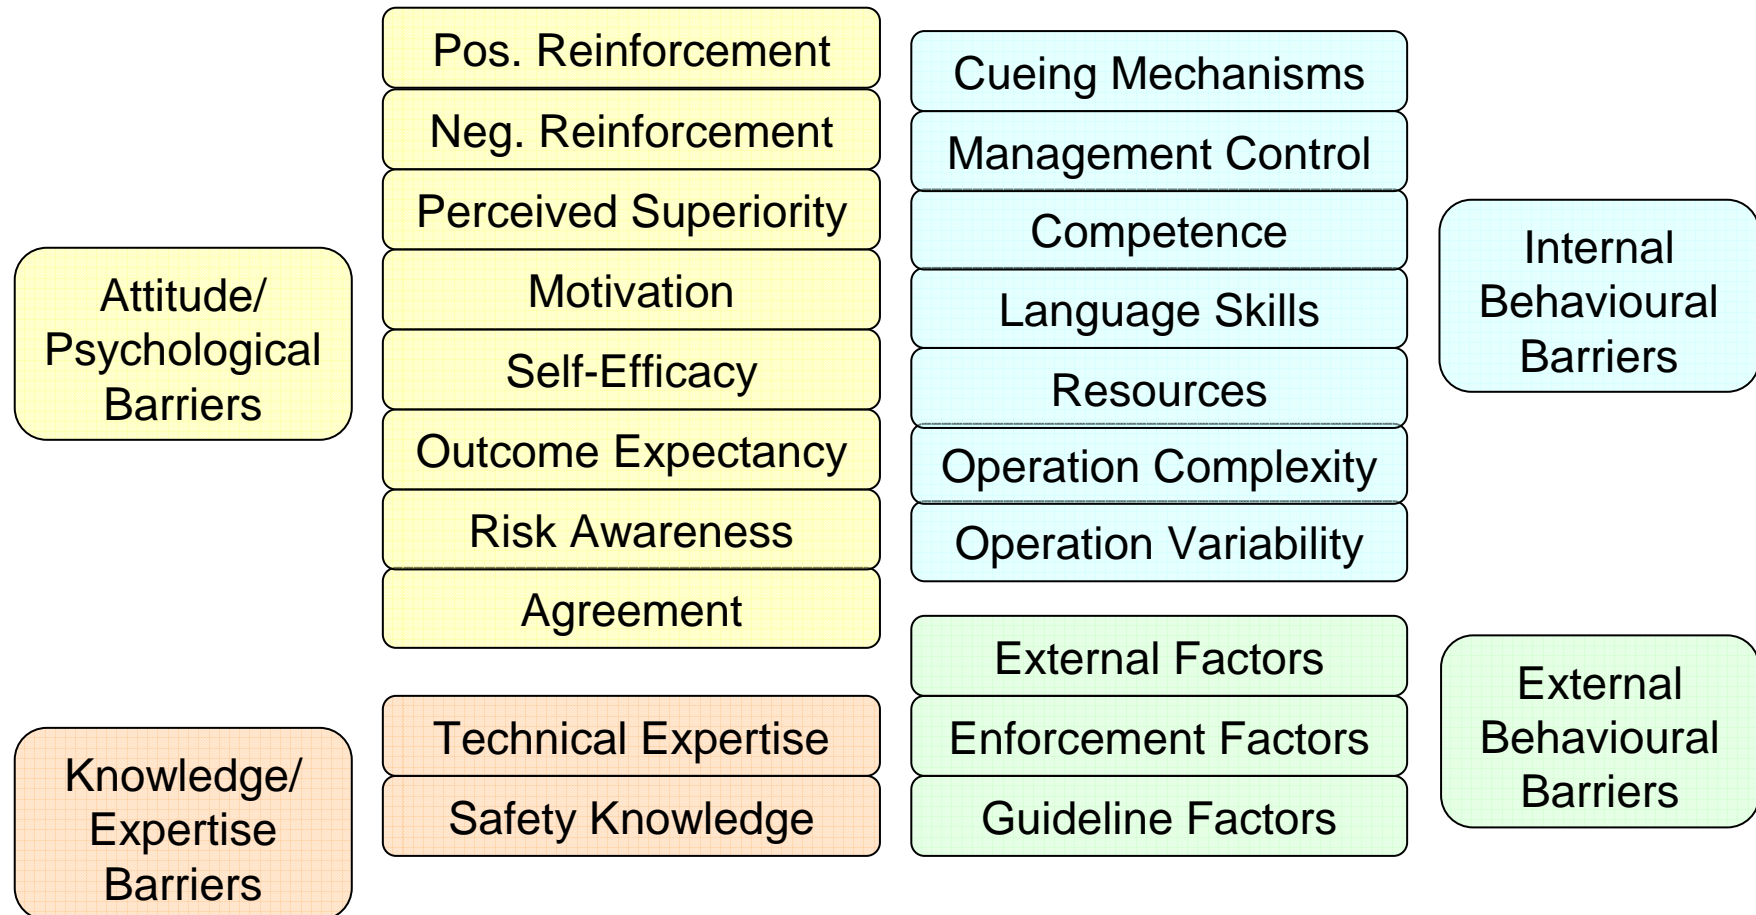 Attitude/
Psychological
Barriers
Pos. Reinforcement
Neg. Reinforcement
Perceived Superiority
Motivation
Self-Efficacy
Outcome Expectancy
Risk Awareness
Agreement
Knowledge/
Expertise
Barriers
Technical Expertise
Safety Knowledge
Cueing Mechanisms
Management Control
Competence
Language Skills
Resources
Operation Complexity
Operation Variability
Internal
Behavioural
Barriers
External Factors
Enforcement Factors
Guideline Factors
External
Behavioural
Barriers